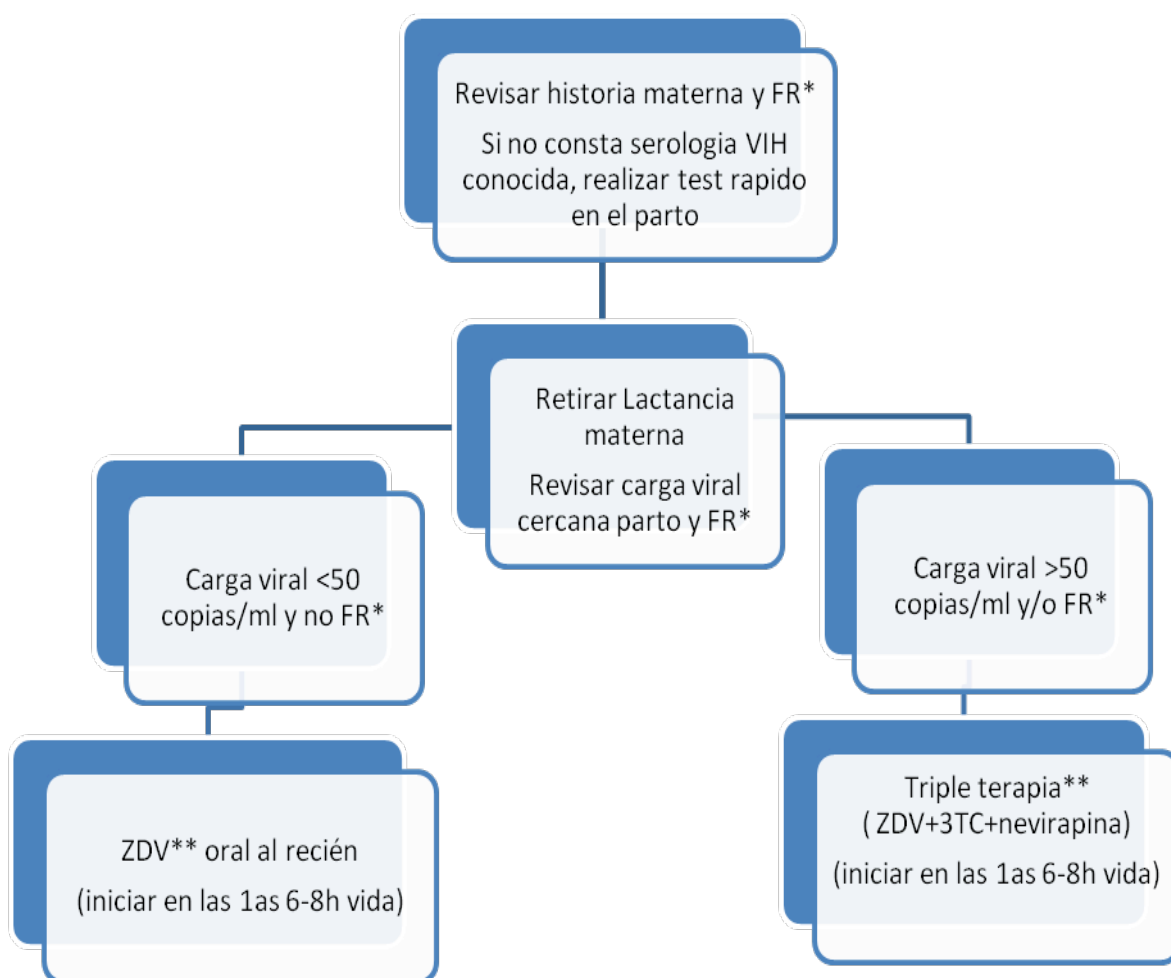 Revisar historia materna y FR*
Si no consta serologia VIH
conocida, realizar test rapido
en el parto
Retirar Lactancia
materna
Revisar carga viral
cercana parto y FR*
Carga viral <50
copias/ml y no FR*
Carga viral >50
copias/ml y/o FR*
ZDV** oral al recién
(iniciar en las 1as 6-8h vida)
Triple terapia**
( ZDV+3TC+nevirapina)
(iniciar en las 1as 6-8h vida)